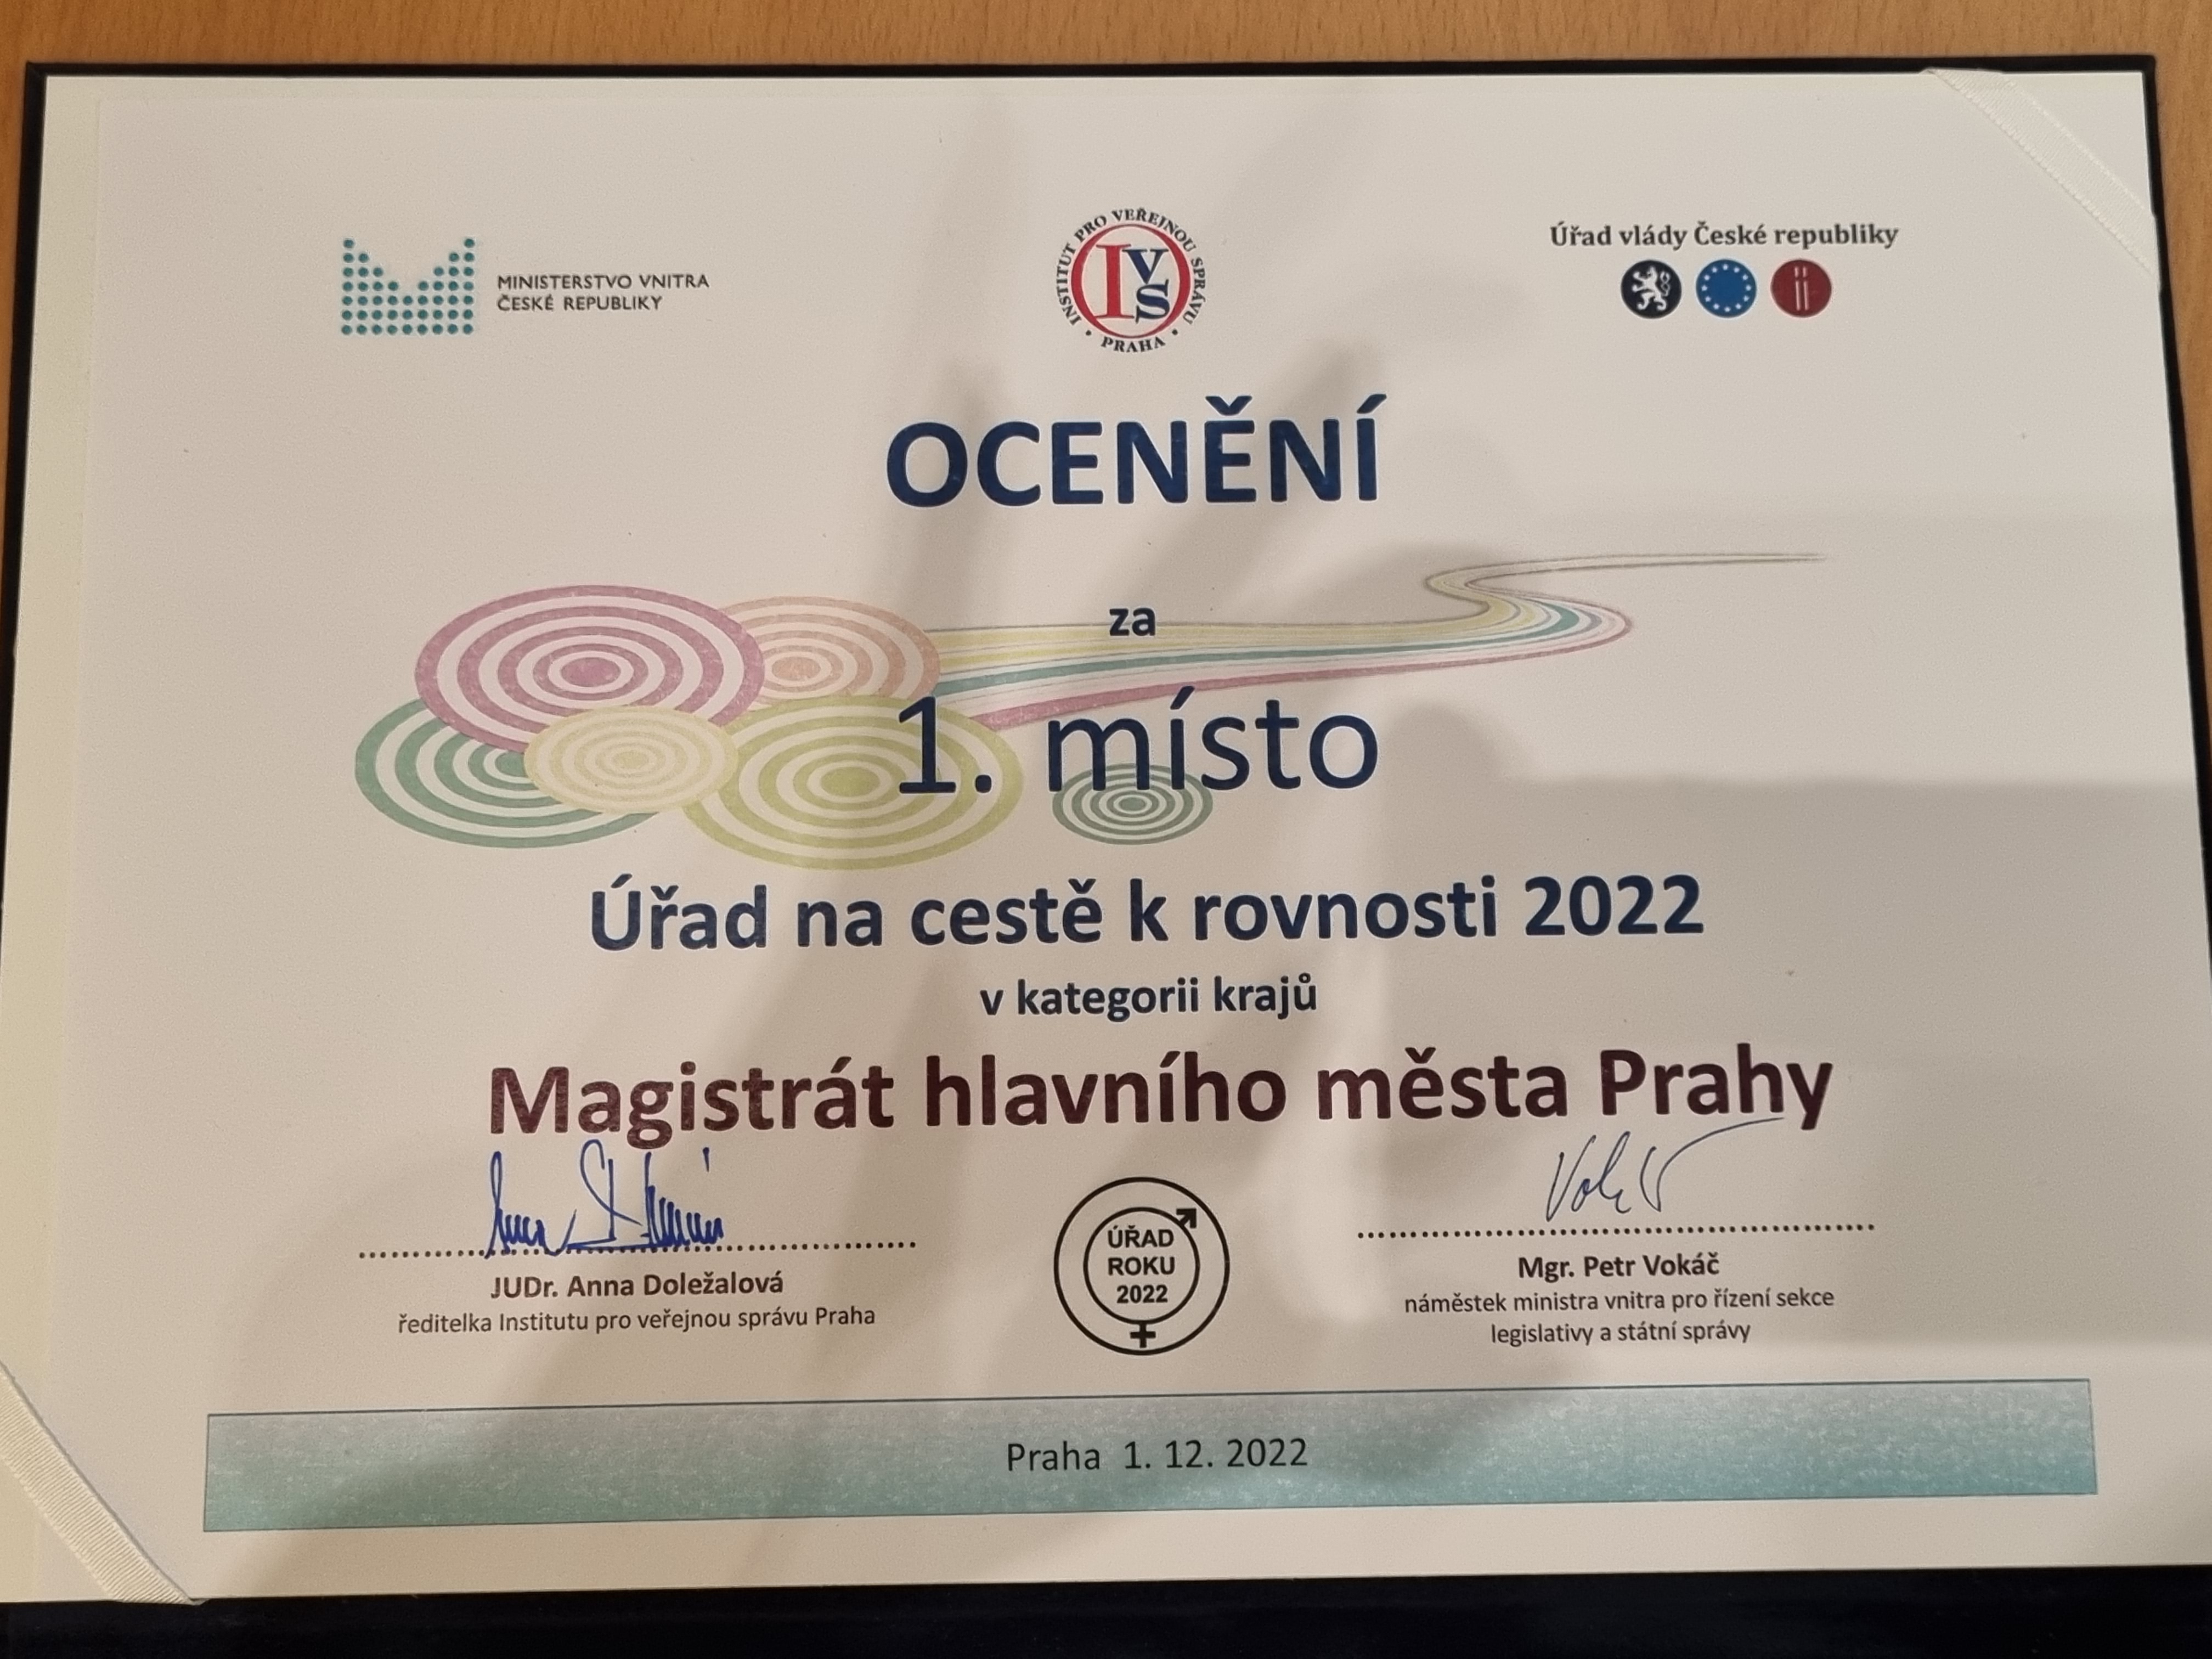 MINISTERSTVO VNITRA
ČESKÉ REPUBLIKY
INSTITUT PRO VEŘEJNOU SPRÁVU
PRAHA
IVS
Úřad vlády České republiky
OCENĚNÍ
za
1. místo
Úřad na cestě k rovnosti 2022
v kategorii krajů
Magistrát hlavního města Prahy
JUDr. Anna Doležalová
ředitelka Institutu pro veřejnou správu Praha
ÚŘAD
ROKU
2022
Mgr. Petr Vokáč
náměstek ministra vnitra pro řízení sekce
legislativy a státní správy
Praha 1. 12. 2022